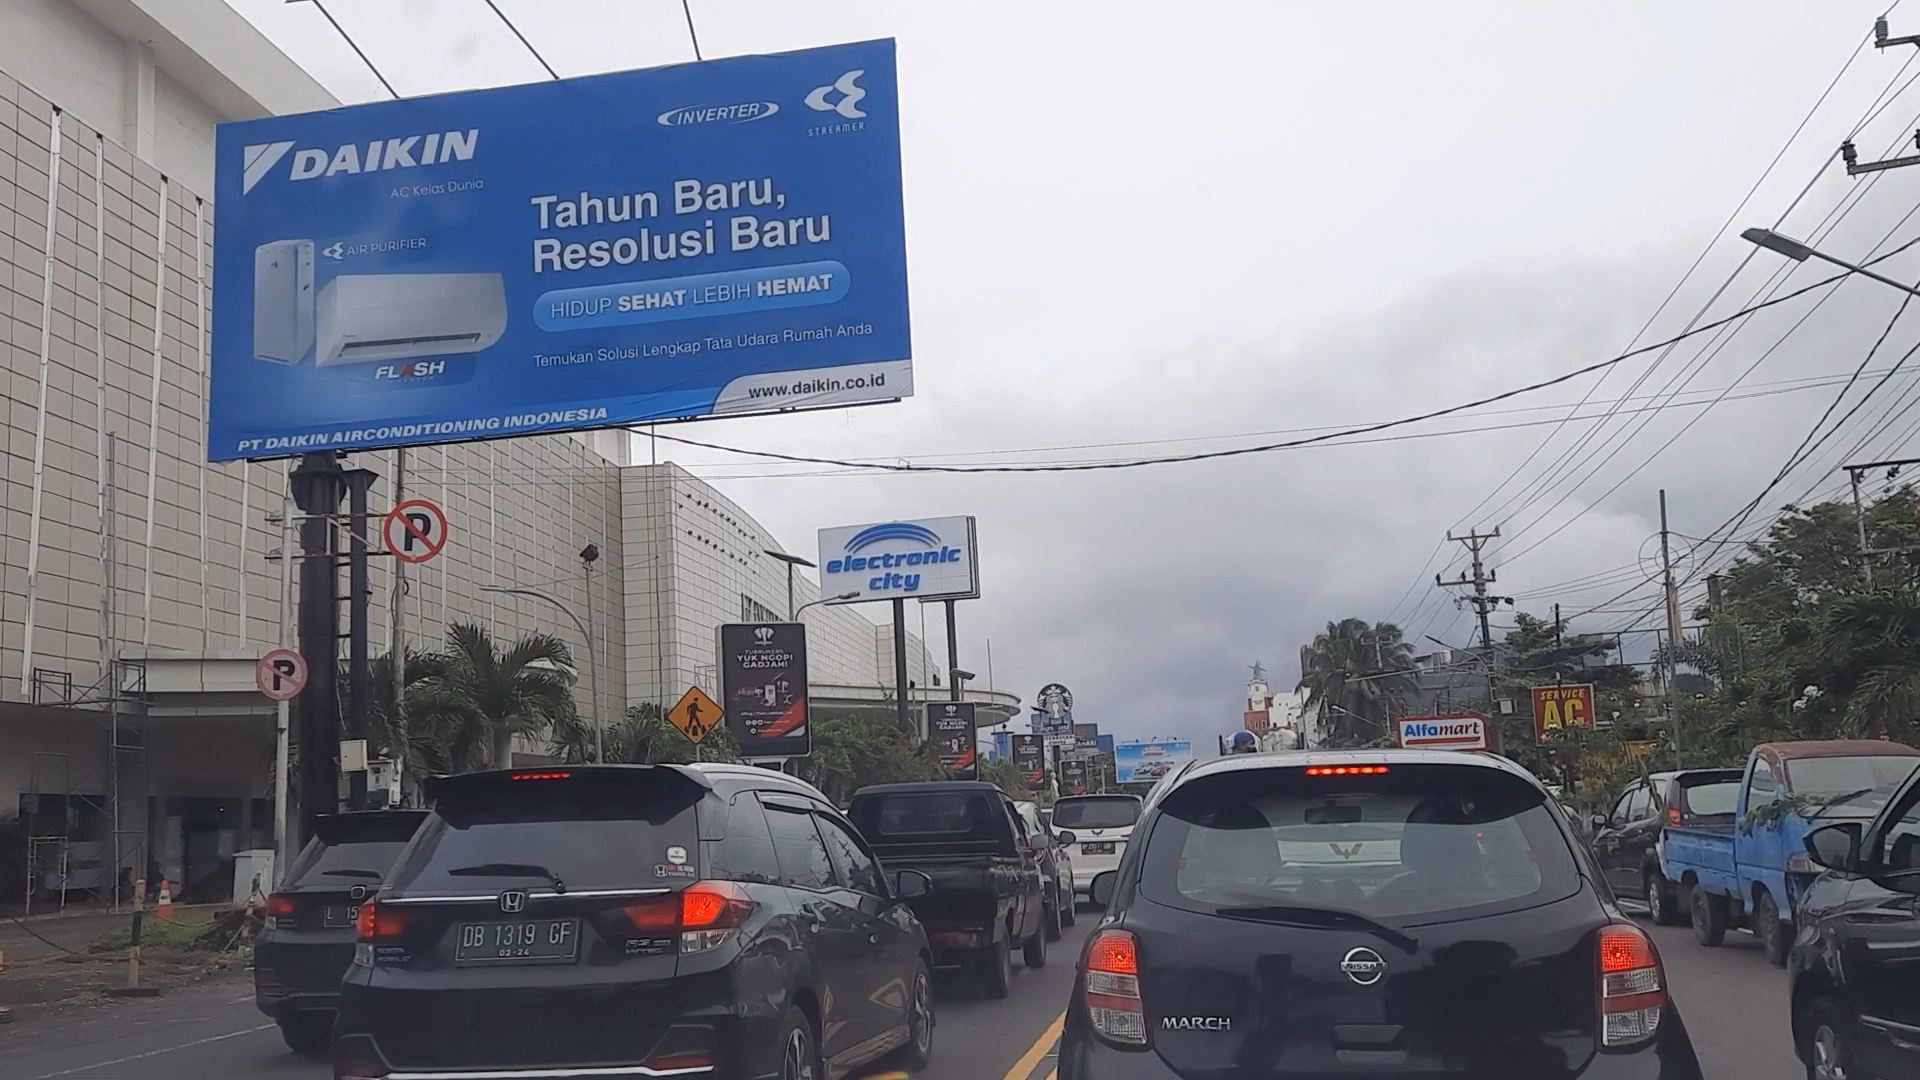 DAIKIN
AC Kelas Dunia
INVERTER
STREAMER
AIR PURIFIER
FLASH
Tahun Baru,
Resolusi Baru
HIDUP SEHAT LEBIH HEMAT
Temukan Solusi Lengkap Tata Udara Rumah Anda
www.daikin.co.id
PT DAIKIN AIRCONDITIONING INDONESIA
P
P
electronic
city
YUK NGOPI
GADJAH!
SERVICE
AC
Alfamart
L 15
DB 1319 GF
02-24
NISSAN
MARCH